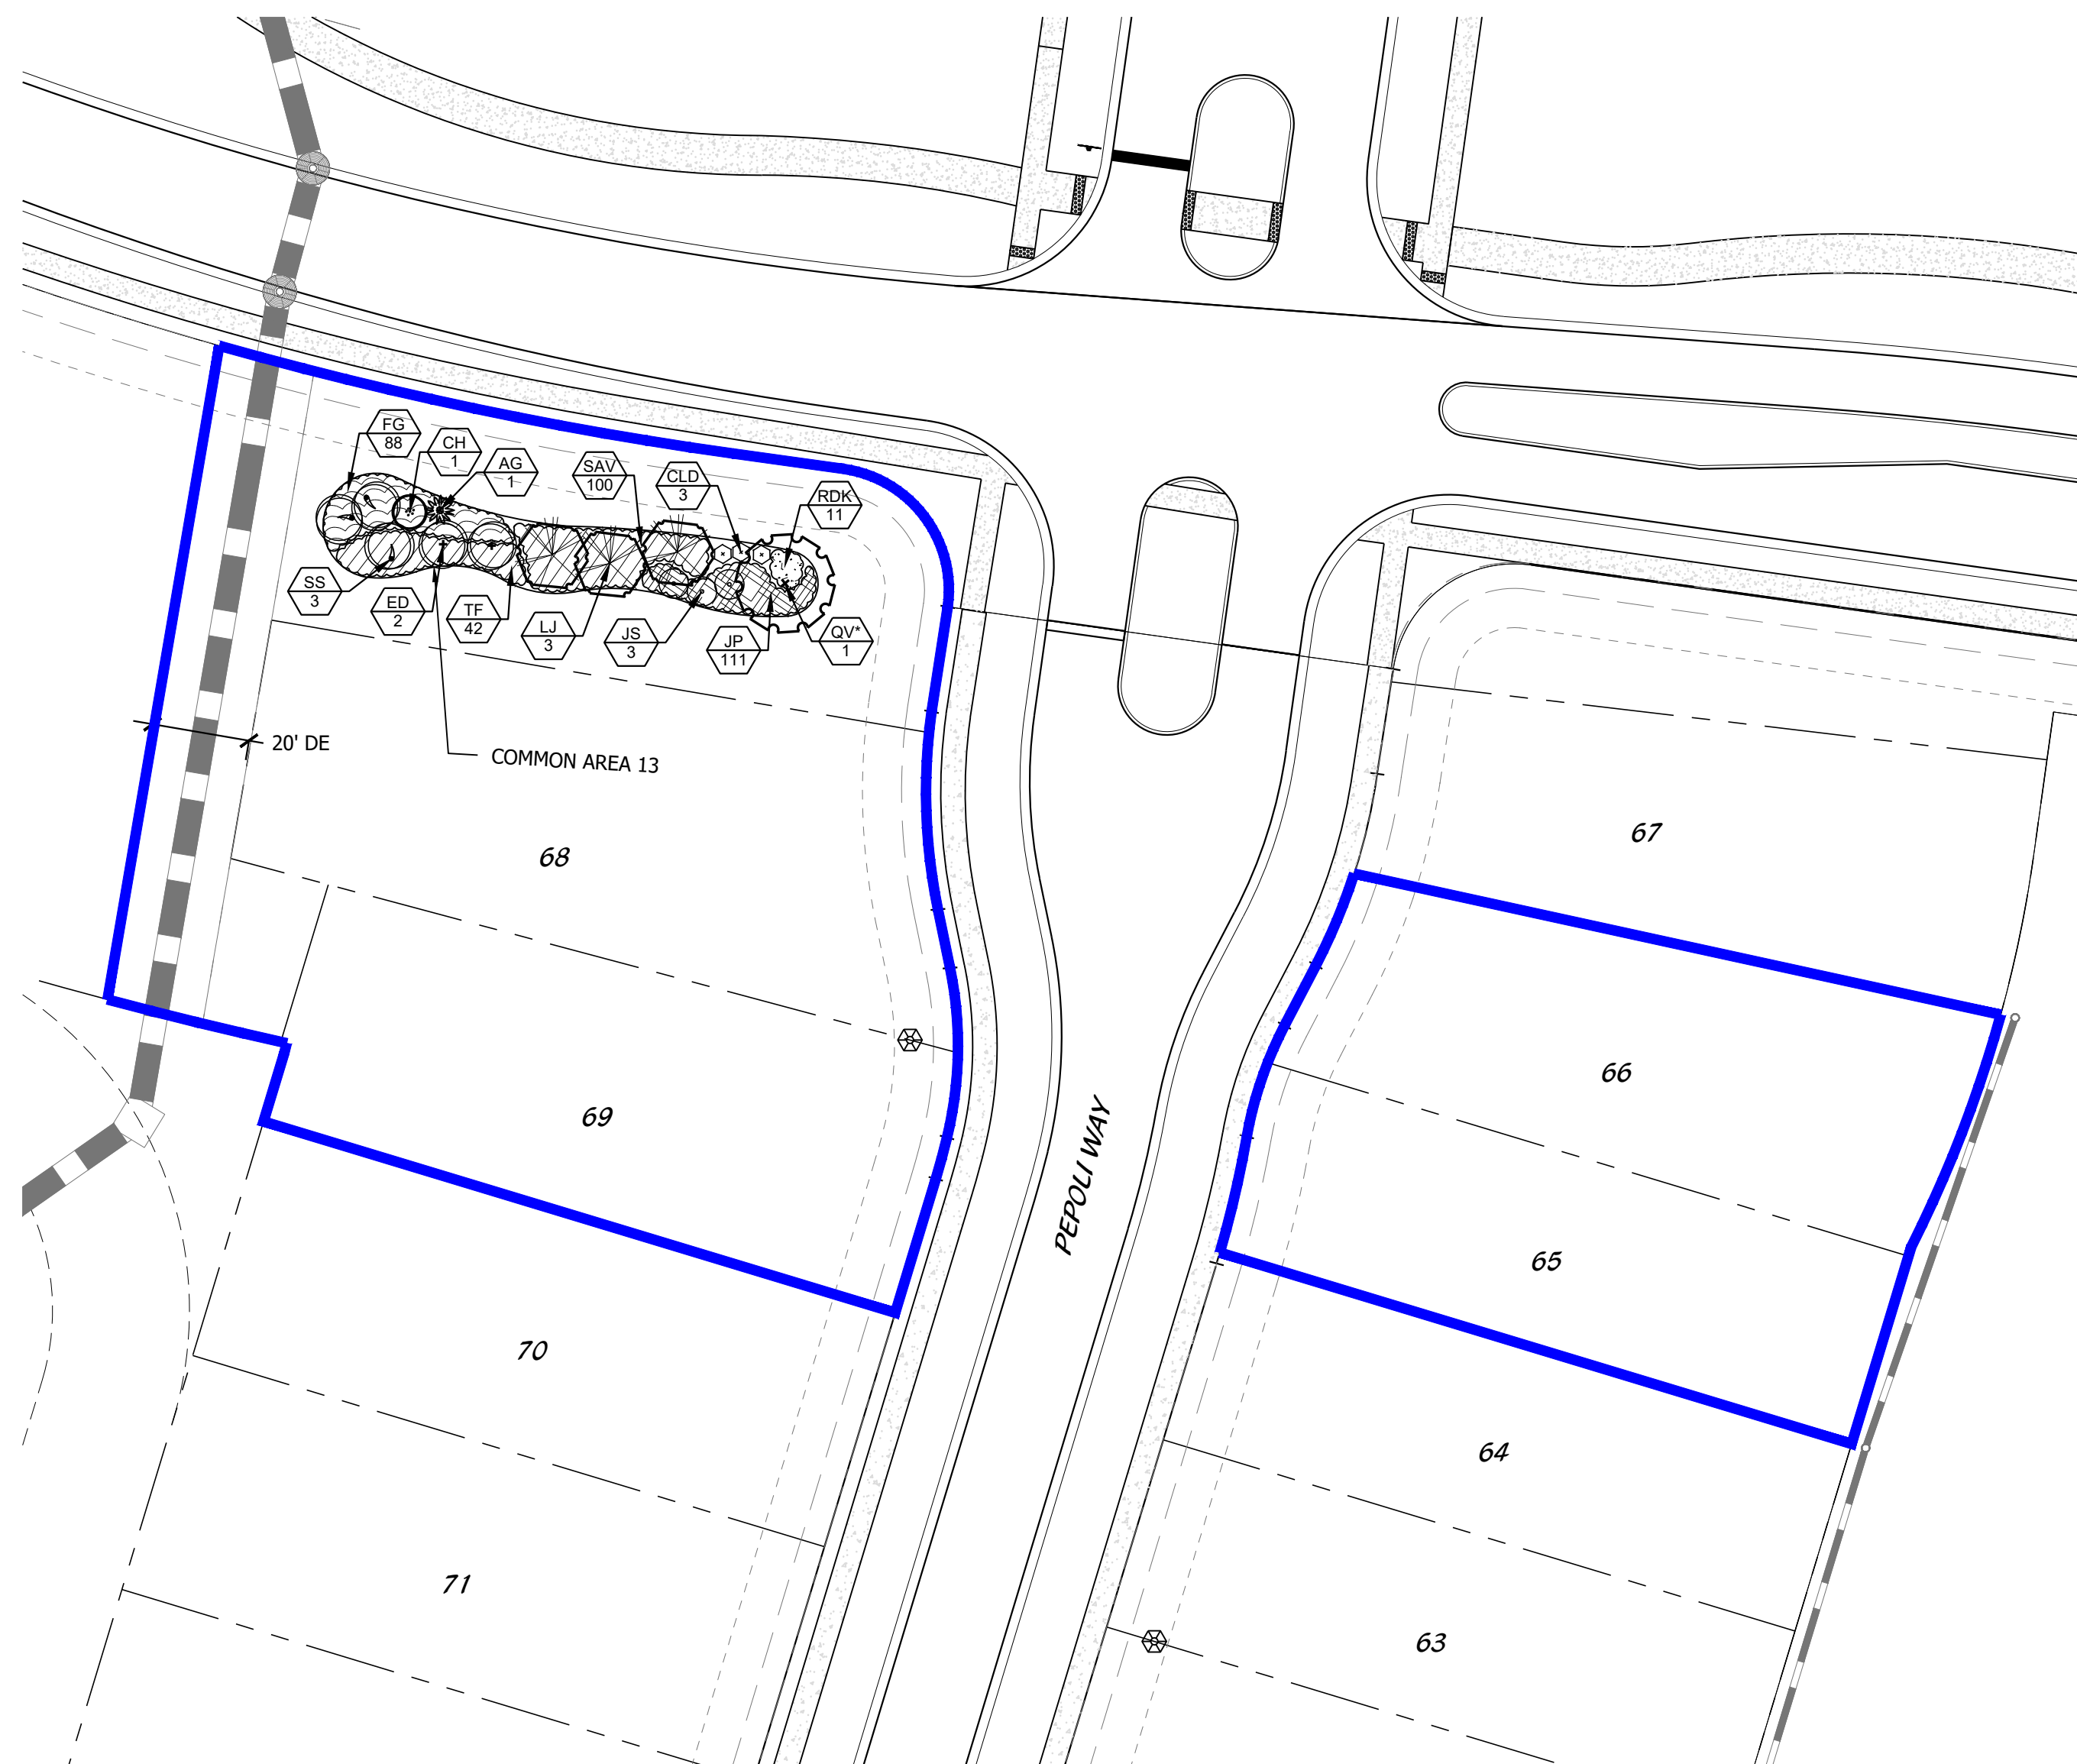 FG
88
CH
1
AG
1
SAV
100
CLD
3
RDK
11
SS
3
ED
2
TF
42
LJ
3
JS
3
JP
111
QV*
1
20' DE
COMMON AREA 13
67
68
66
69
PEPOLI WAY
65
70
64
71
63